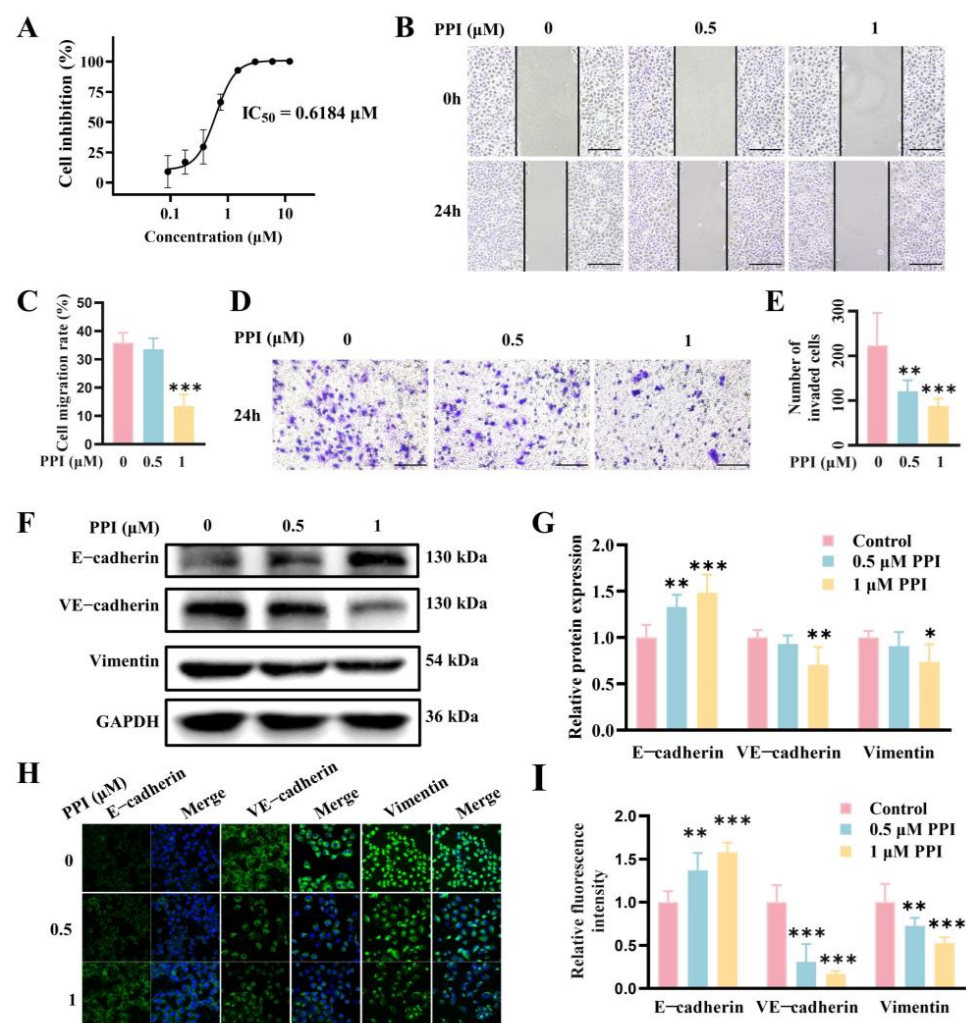 A
Cell inhibition (%)
100
75
50
25
0
IC50 = 0.6184 μM
0.1 1 10
Concentration (μM)
B
PPI (μM) 0 0.5 1
0h
24h
C
Cell migration rate (%)
50
40
30
20
10
0
***
PPI (μM) 0 0.5 1
D
PPI (μM) 0 0.5 1
24h
E
Number of
invaded cells
300
200
100
0
** ***
PPI (μM) 0 0.5 1
F
PPI (μM) 0 0.5 1
E−cadherin 130 kDa
VE−cadherin 130 kDa
Vimentin 54 kDa
GAPDH 36 kDa
G
Relative protein expression
2.0
1.5
1.0
0.5
0.0
Control
0.5 μM PPI
1 μM PPI
** *** ** *
E−cadherin VE−cadherin Vimentin
H
PPI (μM) E−cadherin Merge VE−cadherin Merge Vimentin Merge
0
0.5
1
I
Relative fluorescence
intensity
2.0
1.5
1.0
0.5
0.0
Control
0.5 μM PPI
1 μM PPI
** *** *** *** ** ***
E−cadherin VE−cadherin Vimentin